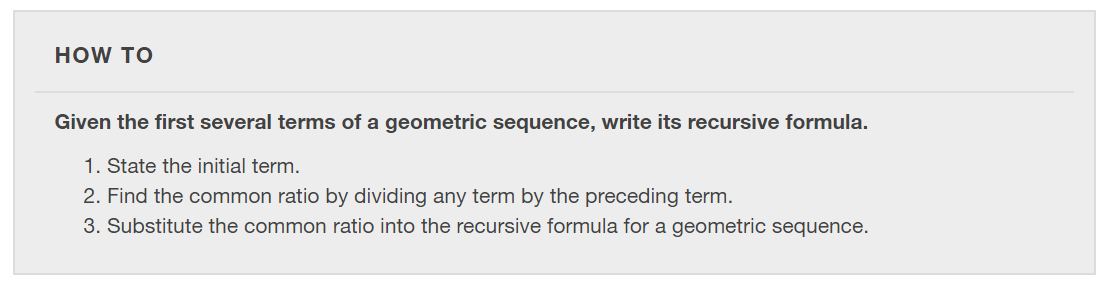 HOW TO
Given the first several terms of a geometric sequence, write its recursive formula.
1. State the initial term.
2. Find the common ratio by dividing any term by the preceding term.
3. Substitute the common ratio into the recursive formula for a geometric sequence.